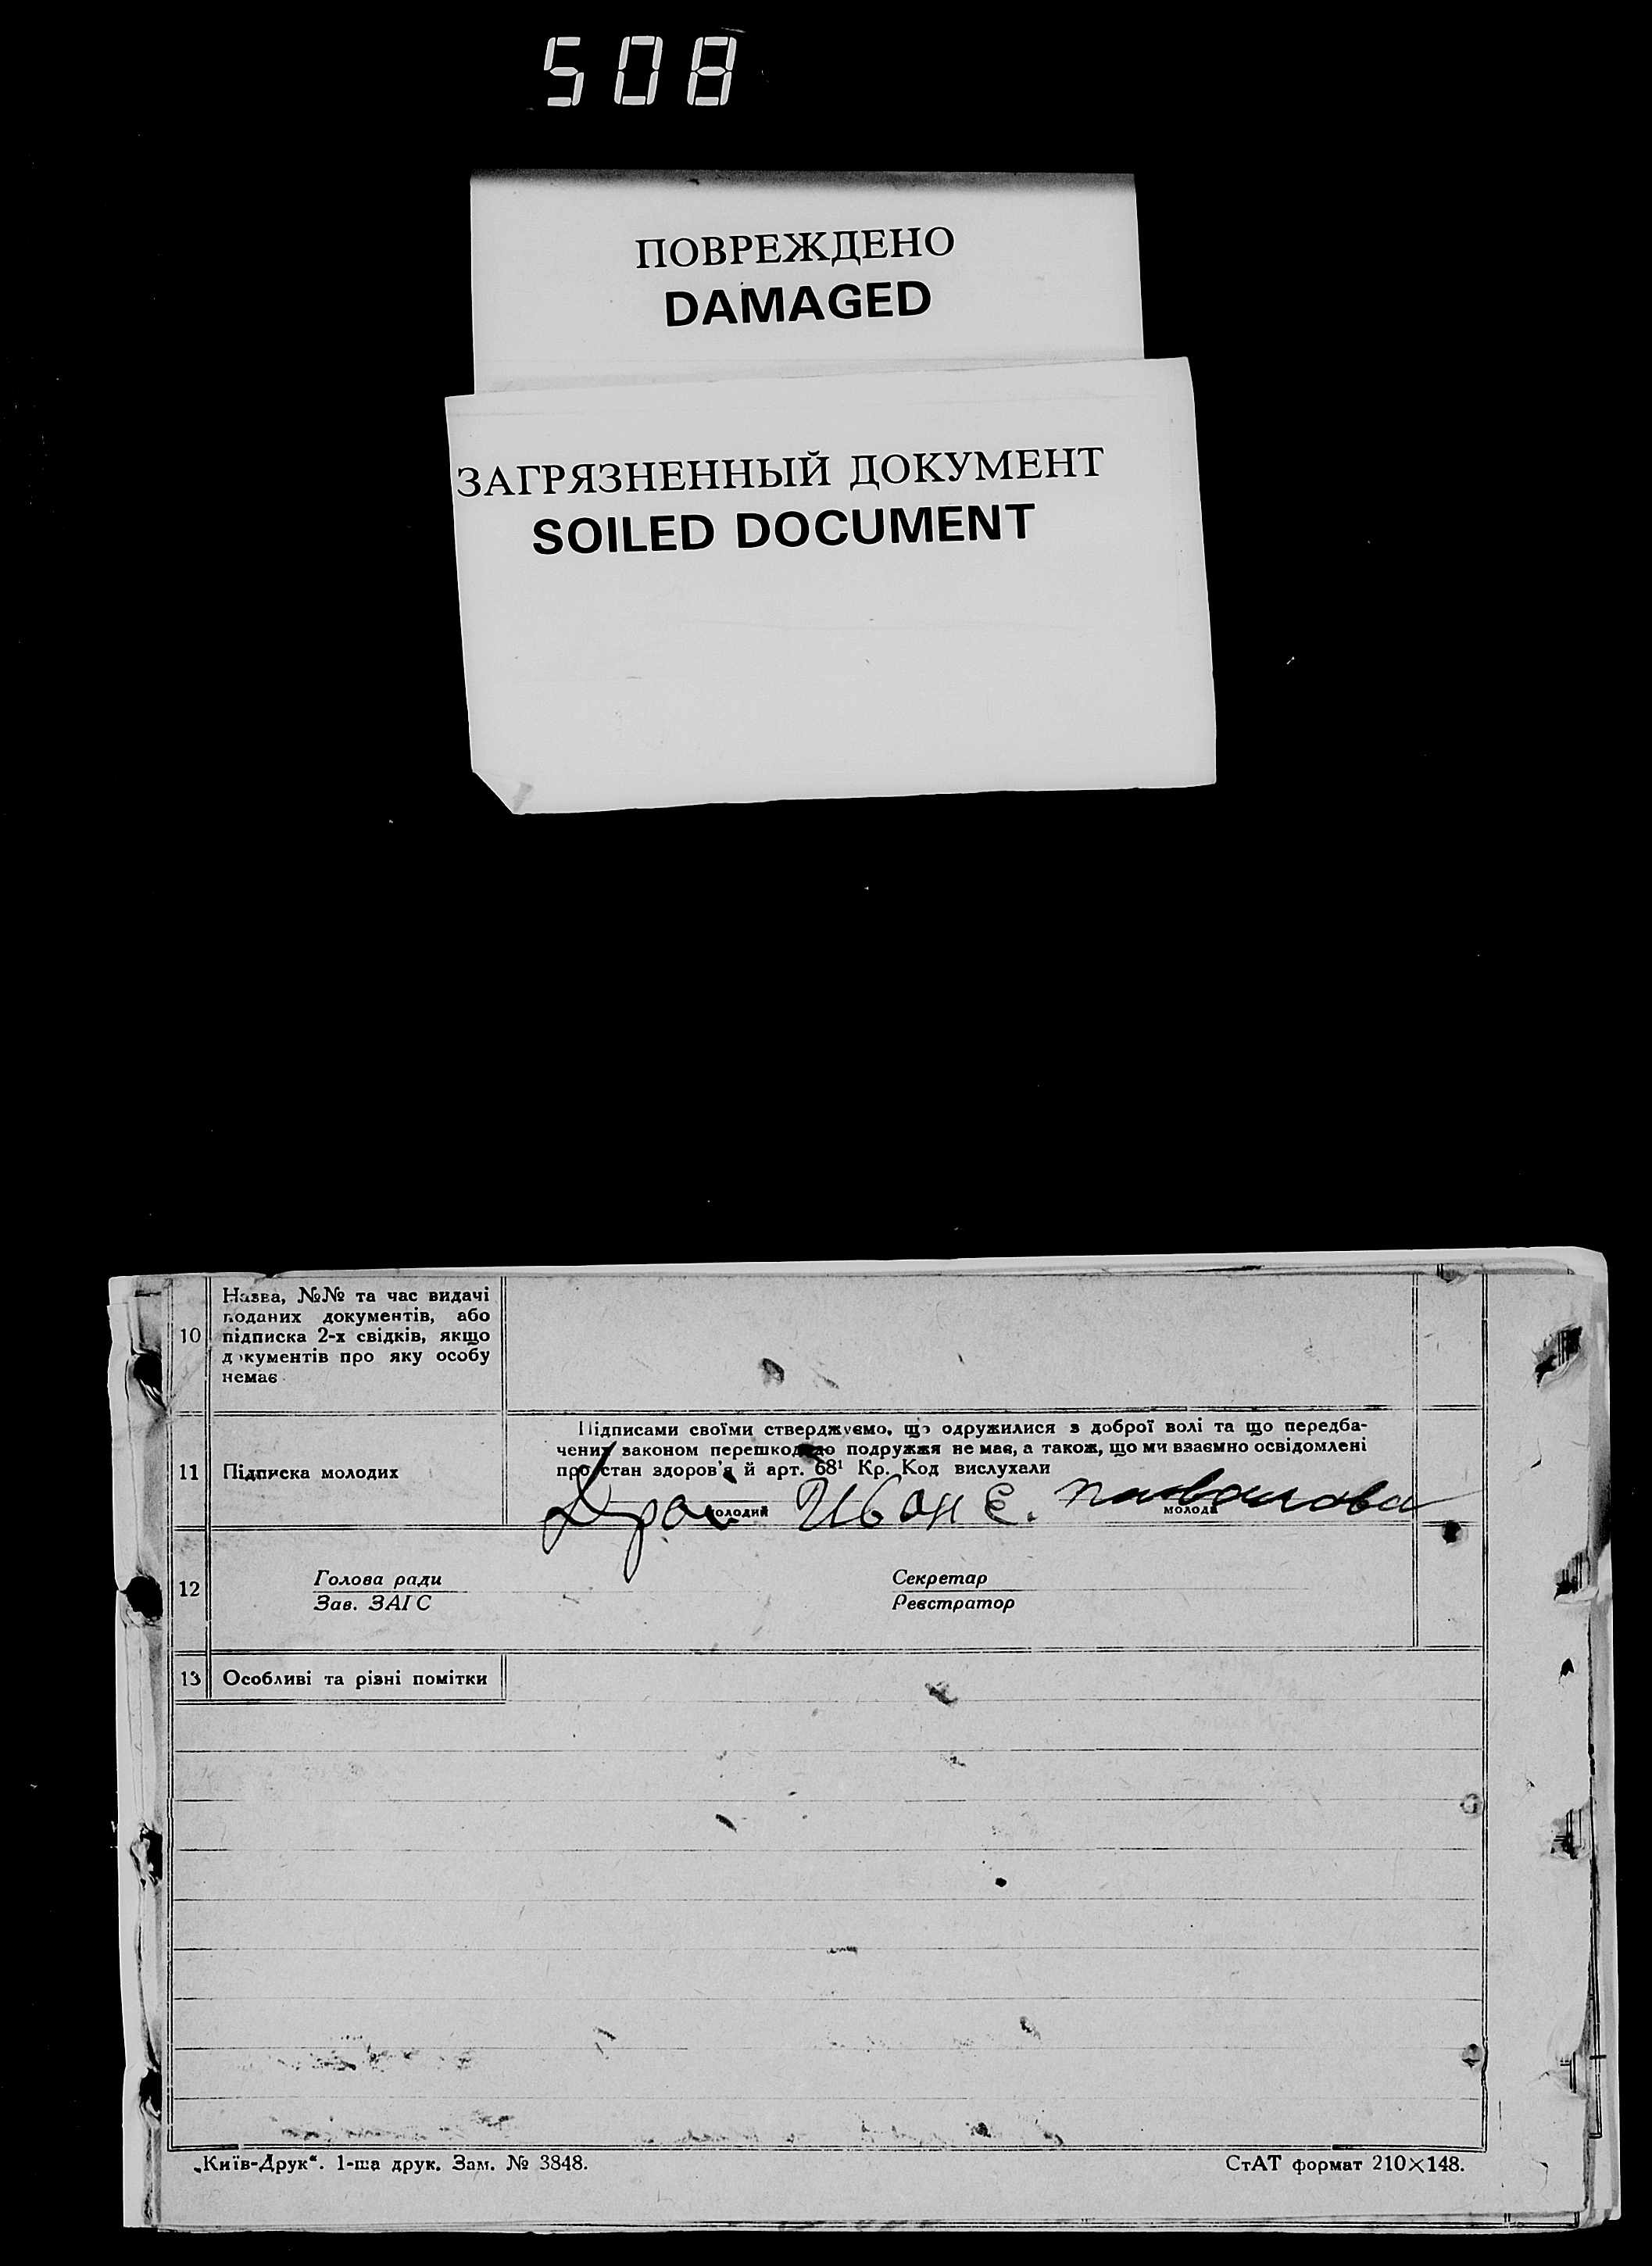 508
ПОВРЕЖДЕНО
DAMAGED
ЗАГРЯЗНЕННЫЙ ДОКУМЕНТ
SOILED DOCUMENT
10
Назва, №№ та час видачі
поданих документів, або
підписка 2-х свідків, якщо
документів про яку особу
немає
11
Підписка молодих
Підписами своїми стверджуємо, що одружилися з доброї волі та що передба-
чених законом перешкод до подружжя не має, а також, що ми взаємно освідомлені
про стан здоров'я й арт. 68¹ Кр. Код вислухали
Иван Е.
молодий
молода
12
Голова ради
Зав. ЗАГС
Секретар
Реєстратор
13
Особливі та різні помітки
„Київ-Друк“. 1-ша друк. Зам. № 3848.
СтАТ формат 210×148.